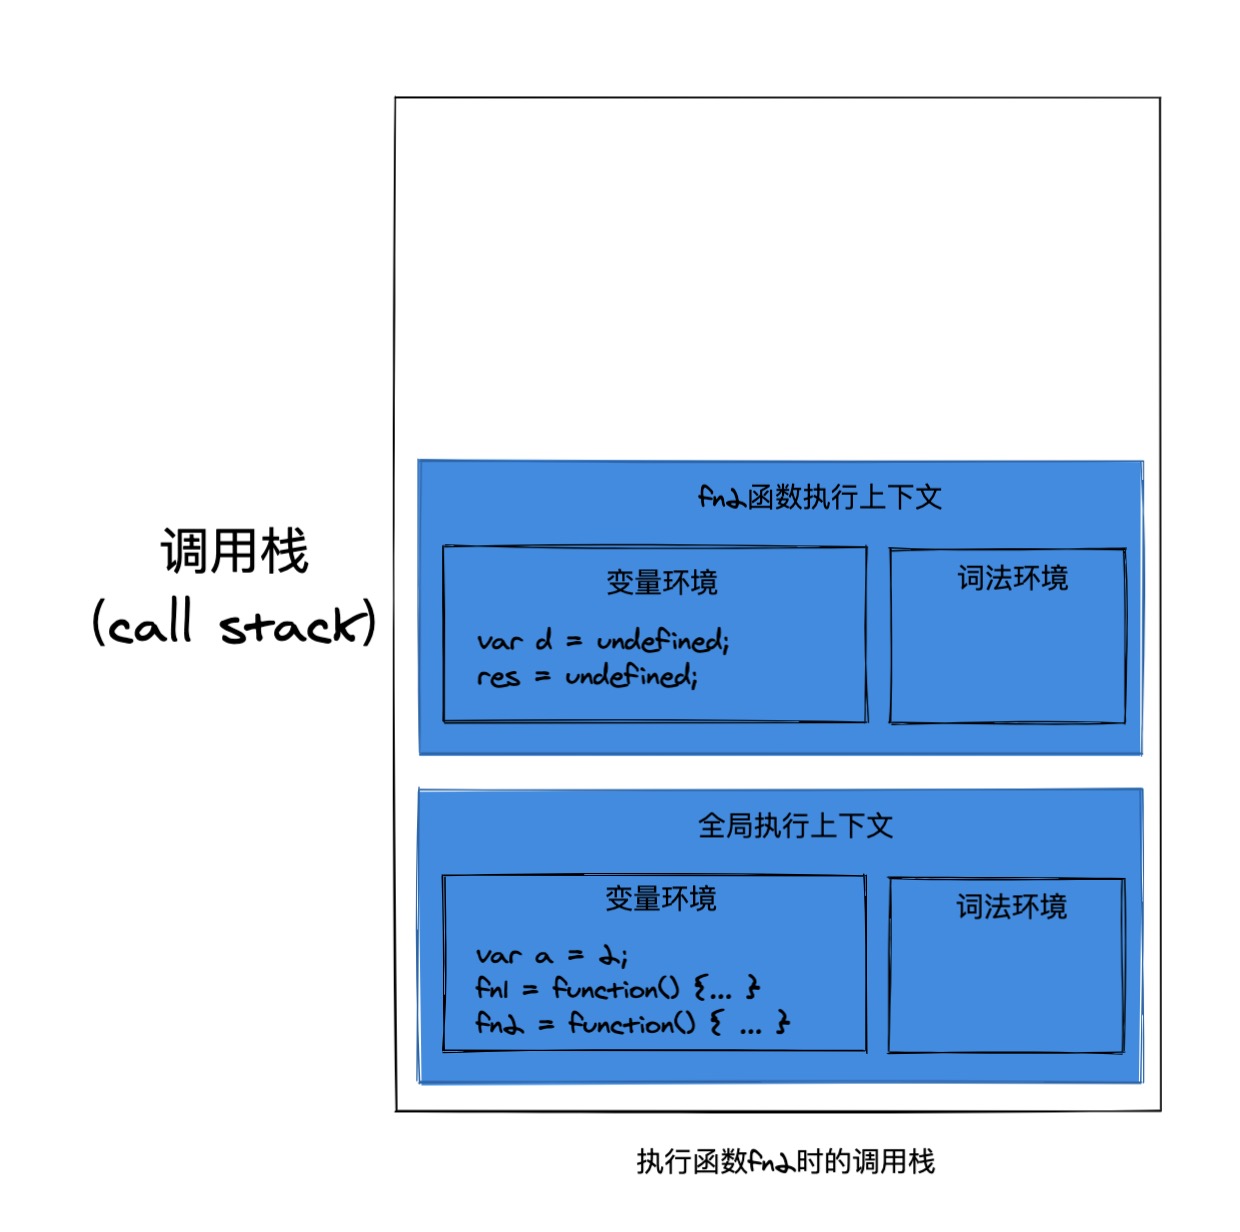 调用栈
(call stack)
fn2函数执行上下文
变量环境
词法环境
var d = undefined;
res = undefined;
全局执行上下文
变量环境
词法环境
var a = 2;
fn1 = function() {... }
fn2 = function() { ... }
执行函数fn2时的调用栈